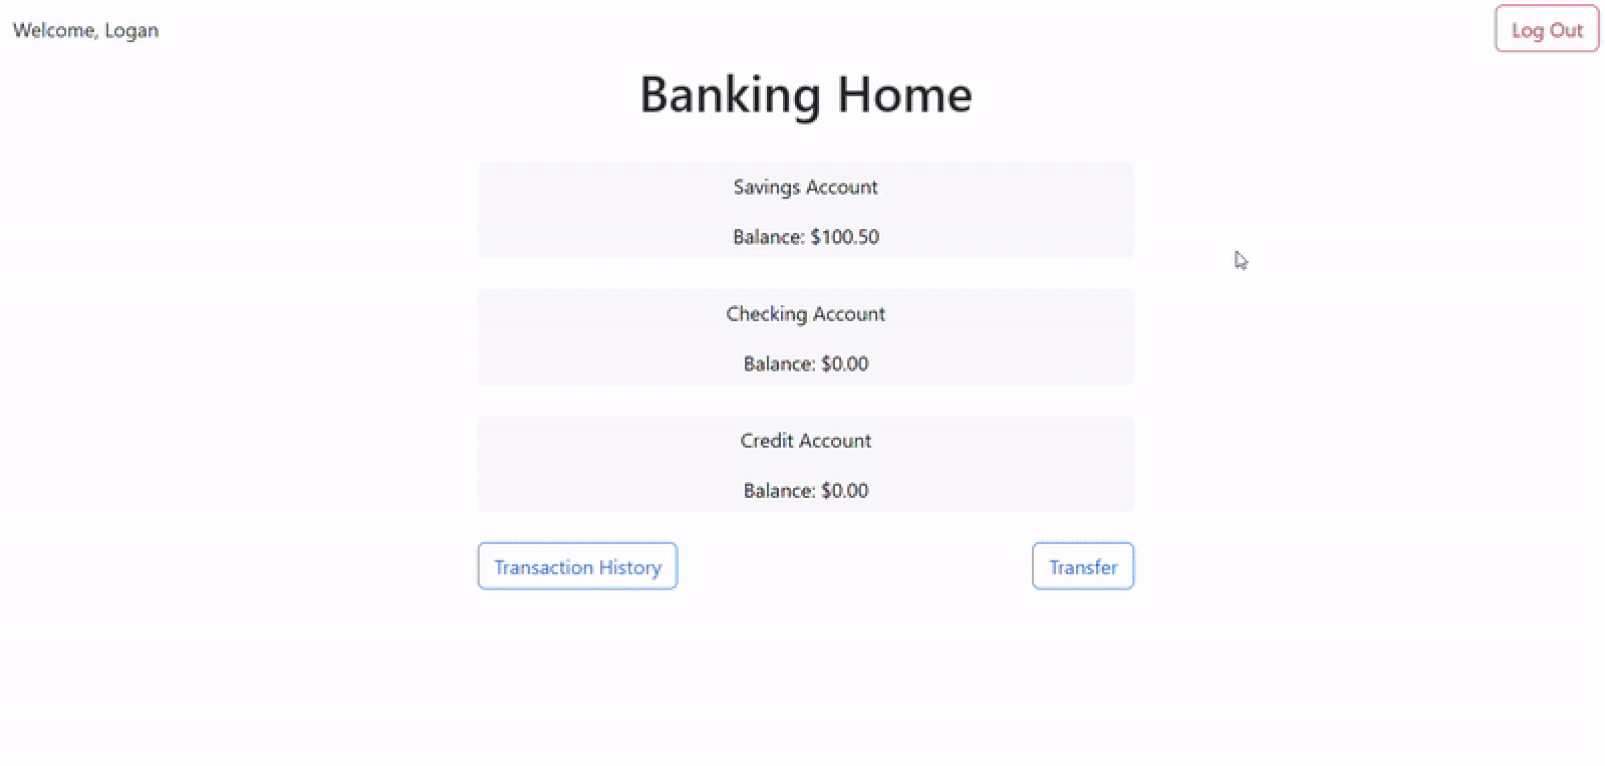 Welcome, Logan
Log Out
Banking Home
Savings Account
Balance: $100.50
Checking Account
Balance: $0.00
Credit Account
Balance: $0.00
Transaction History
Transfer